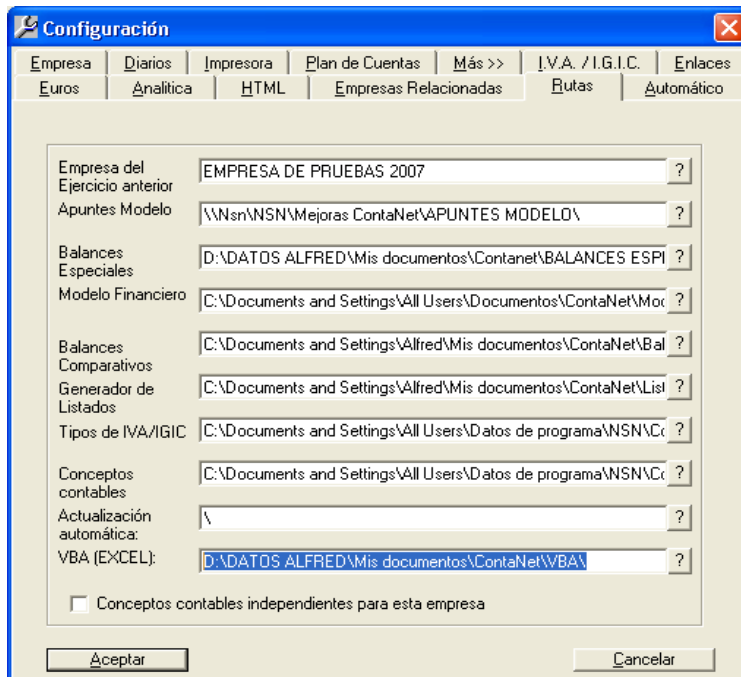 Configuración
Empresa Diarios Impresora Plan de Cuentas Más >> I.V.A. / I.G.I.C. Enlaces
Euros Analitica HTML Empresas Relacionadas Rutas Automático
Empresa del
Ejercicio anterior
EMPRESA DE PRUEBAS 2007 ?
Apuntes Modelo \\Nsn\NSN\Mejoras ContaNet\APUNTES MODELO\ ?
Balances
Especiales
D:\DATOS ALFRED\Mis documentos\Contanet\BALANCES ESPI ?
Modelo Financiero C:\Documents and Settings\All Users\Documents\ContaNet\Moc ?
Balances
Comparativos
C:\Documents and Settings\Alfred\Mis documentos\ContaNet\Bal ?
Generador de
Listados
C:\Documents and Settings\Alfred\Mis documentos\ContaNet\List ?
Tipos de IVA/IGIC C:\Documents and Settings\All Users\Datos de programa\NSN\Cc ?
Conceptos
contables
C:\Documents and Settings\All Users\Datos de programa\NSN\Cc ?
Actualización
automática:
\ ?
VBA (EXCEL): D:\DATOS ALFRED\Mis documentos\ContaNet\VBA\ ?
Conceptos contables independientes para esta empresa
Aceptar Cancelar